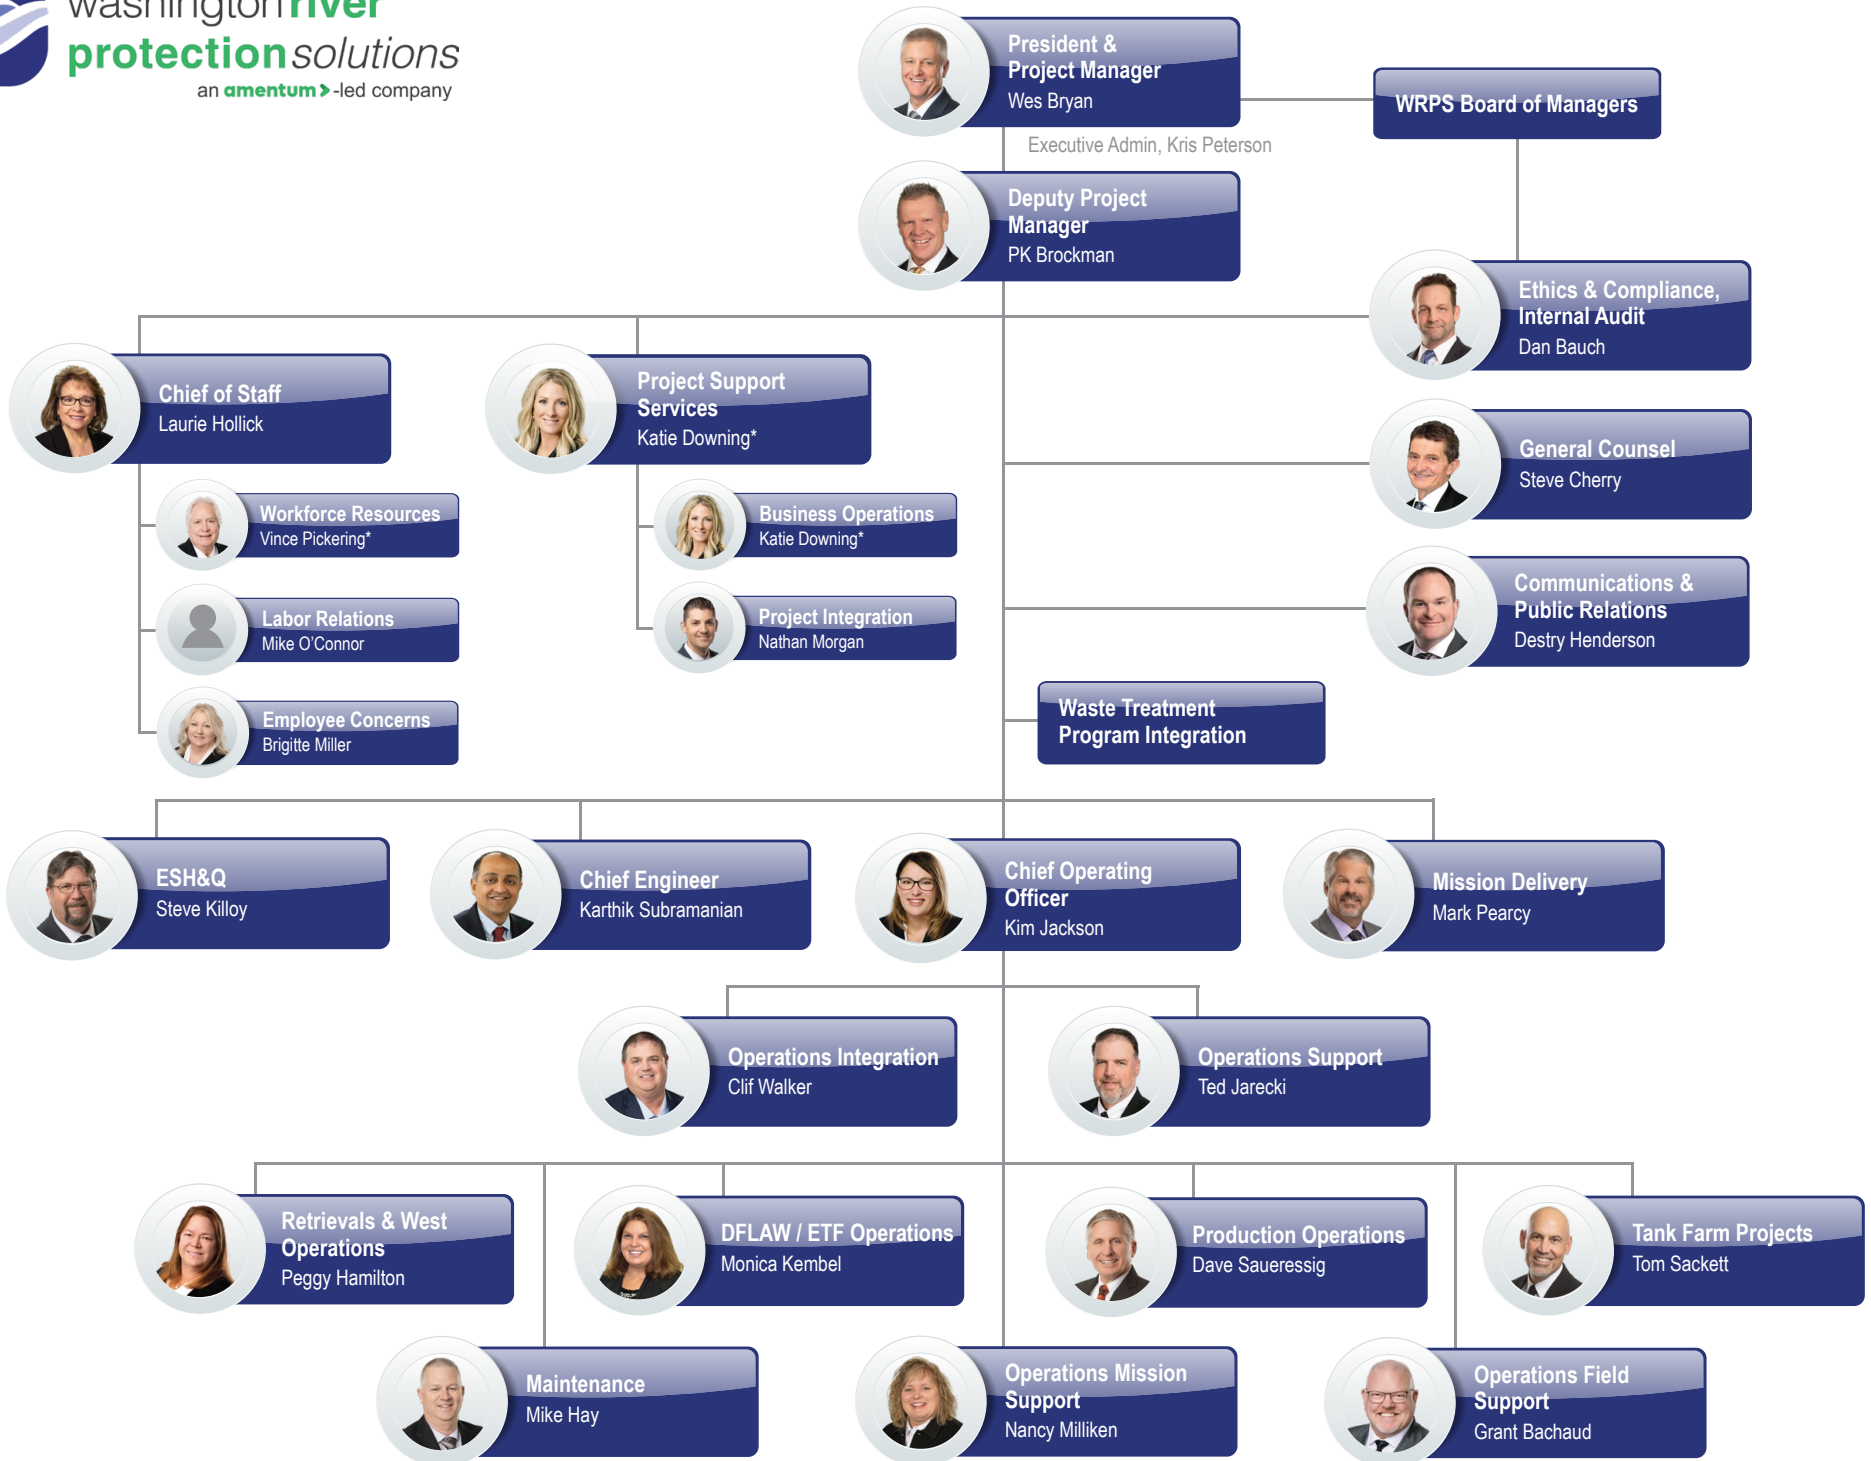 washington river
protection solutions
an amentum -led company
President &
Project Manager
Wes Bryan
Executive Admin, Kris Peterson
WRPS Board of Managers
Deputy Project
Manager
PK Brockman
Ethics & Compliance,
Internal Audit
Dan Bauch
Chief of Staff
Laurie Hollick
Project Support
Services
Katie Downing*
General Counsel
Steve Cherry
Workforce Resources
Vince Pickering*
Business Operations
Katie Downing*
Labor Relations
Mike O'Connor
Project Integration
Nathan Morgan
Communications &
Public Relations
Destry Henderson
Employee Concerns
Brigitte Miller
Waste Treatment
Program Integration
ESH&Q
Steve Killoy
Chief Engineer
Karthik Subramanian
Chief Operating
Officer
Kim Jackson
Mission Delivery
Mark Pearcy
Operations Integration
Clif Walker
Operations Support
Ted Jarecki
Retrievals & West
Operations
Peggy Hamilton
DFLAW / ETF Operations
Monica Kembel
Production Operations
Dave Saueressig
Tank Farm Projects
Tom Sackett
Maintenance
Mike Hay
Operations Mission
Support
Nancy Milliken
Operations Field
Support
Grant Bachaud